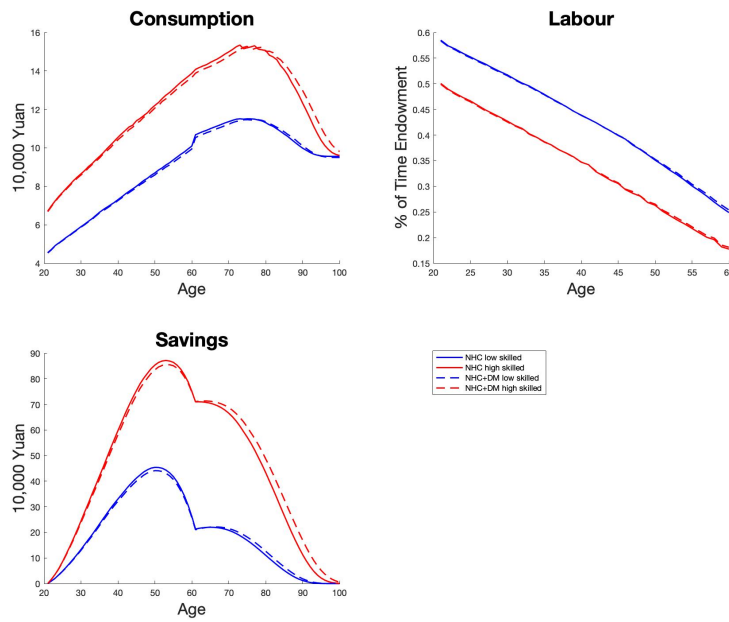 Consumption
16
14
12
10
8
6
4
10,000 Yuan
20 30 40 50 60 70 80 90 100
Age
Labour
0.6
0.55
0.5
0.45
0.4
0.35
0.3
0.25
0.2
0.15
% of Time Endowment
20 25 30 35 40 45 50 55 60
Age
Savings
90
80
70
60
50
40
30
20
10
0
10,000 Yuan
20 30 40 50 60 70 80 90 100
Age
NHC low skilled
NHC high skilled
NHC+DM low skilled
NHC+DM high skilled